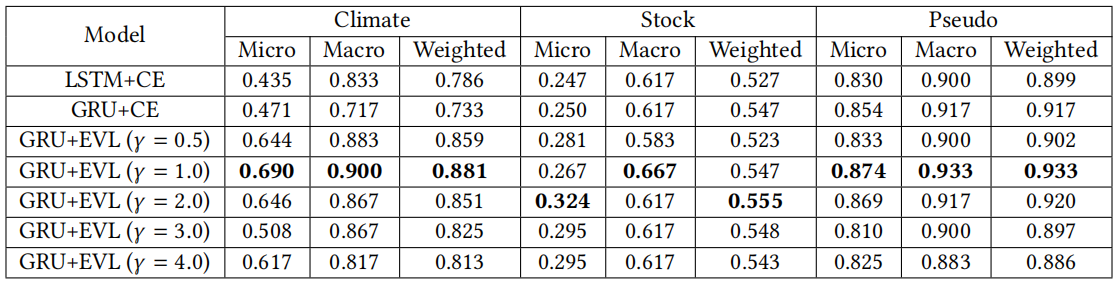 Model Climate Stock Pseudo
Micro Macro Weighted Micro Macro Weighted Micro Macro Weighted
LSTM+CE 0.435 0.833 0.786 0.247 0.617 0.527 0.830 0.900 0.899
GRU+CE 0.471 0.717 0.733 0.250 0.617 0.547 0.854 0.917 0.917
GRU+EVL (γ = 0.5) 0.644 0.883 0.859 0.281 0.583 0.523 0.833 0.900 0.902
GRU+EVL (γ = 1.0) 0.690 0.900 0.881 0.267 0.667 0.547 0.874 0.933 0.933
GRU+EVL (γ = 2.0) 0.646 0.867 0.851 0.324 0.617 0.555 0.869 0.917 0.920
GRU+EVL (γ = 3.0) 0.508 0.867 0.825 0.295 0.617 0.548 0.810 0.900 0.897
GRU+EVL (γ = 4.0) 0.617 0.817 0.813 0.295 0.617 0.543 0.825 0.883 0.886